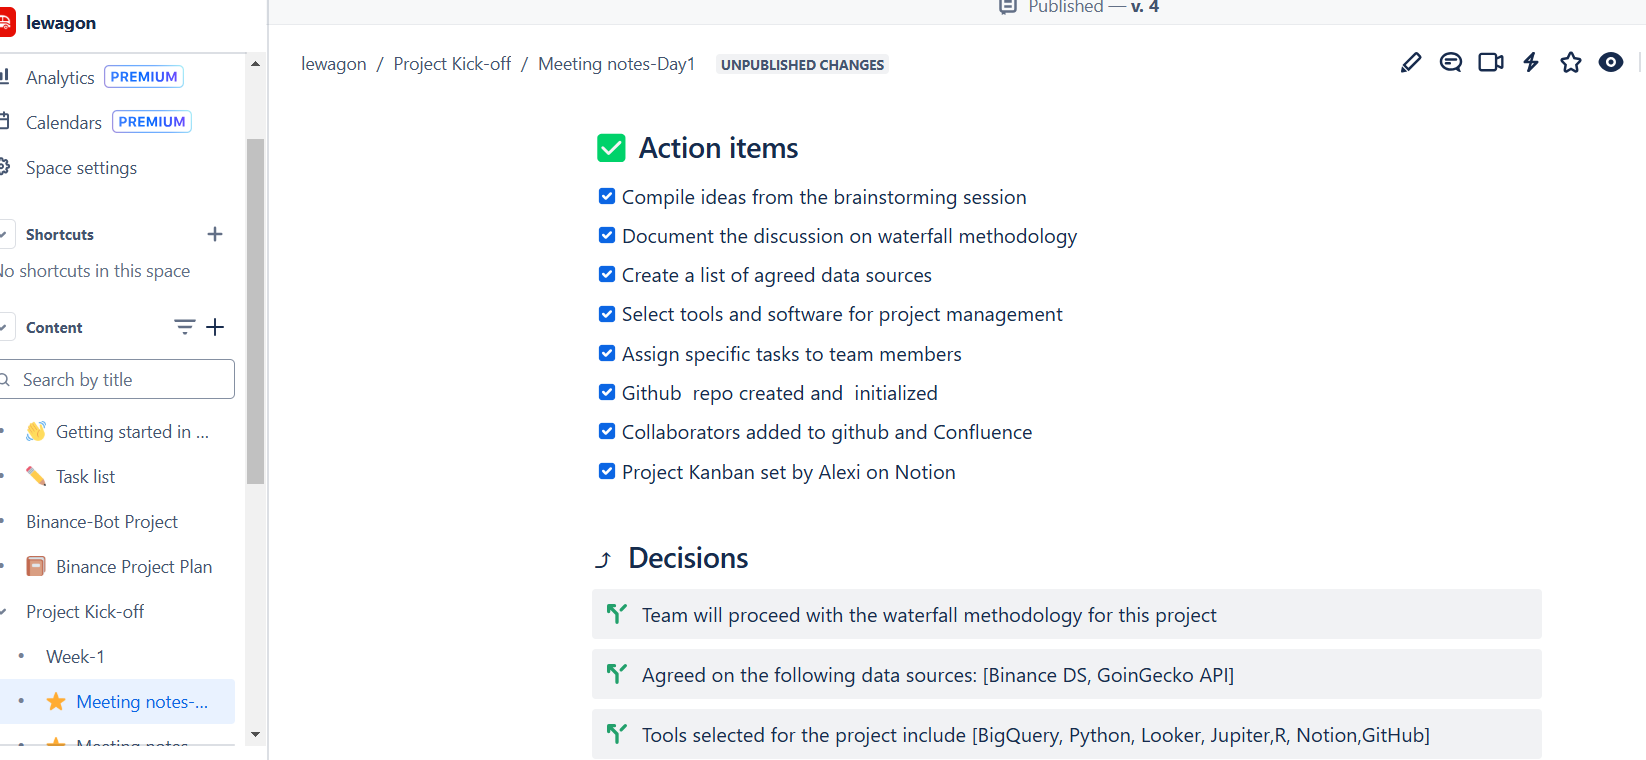 lewagon
Analytics PREMIUM
Calendars PREMIUM
Space settings
Shortcuts
No shortcuts in this space
Content
Search by title
Getting started in ...
Task list
Binance-Bot Project
Binance Project Plan
Project Kick-off
Week-1
Meeting notes-...
Meeting notes
Published — v. 4
lewagon / Project Kick-off / Meeting notes-Day1 UNPUBLISHED CHANGES
Action items
Compile ideas from the brainstorming session
Document the discussion on waterfall methodology
Create a list of agreed data sources
Select tools and software for project management
Assign specific tasks to team members
Github  repo created and  initialized
Collaborators added to github and Confluence
Project Kanban set by Alexi on Notion
Decisions
Team will proceed with the waterfall methodology for this project
Agreed on the following data sources: [Binance DS, GoinGecko API]
Tools selected for the project include [BigQuery, Python, Looker, Jupiter,R, Notion,GitHub]